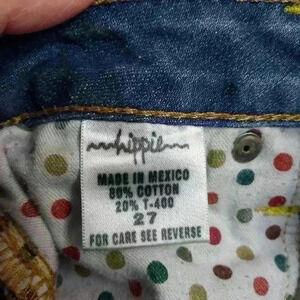 hippie
MADE IN MEXICO
80% COTTON
20% T-400
27
FOR CARE SEE REVERSE